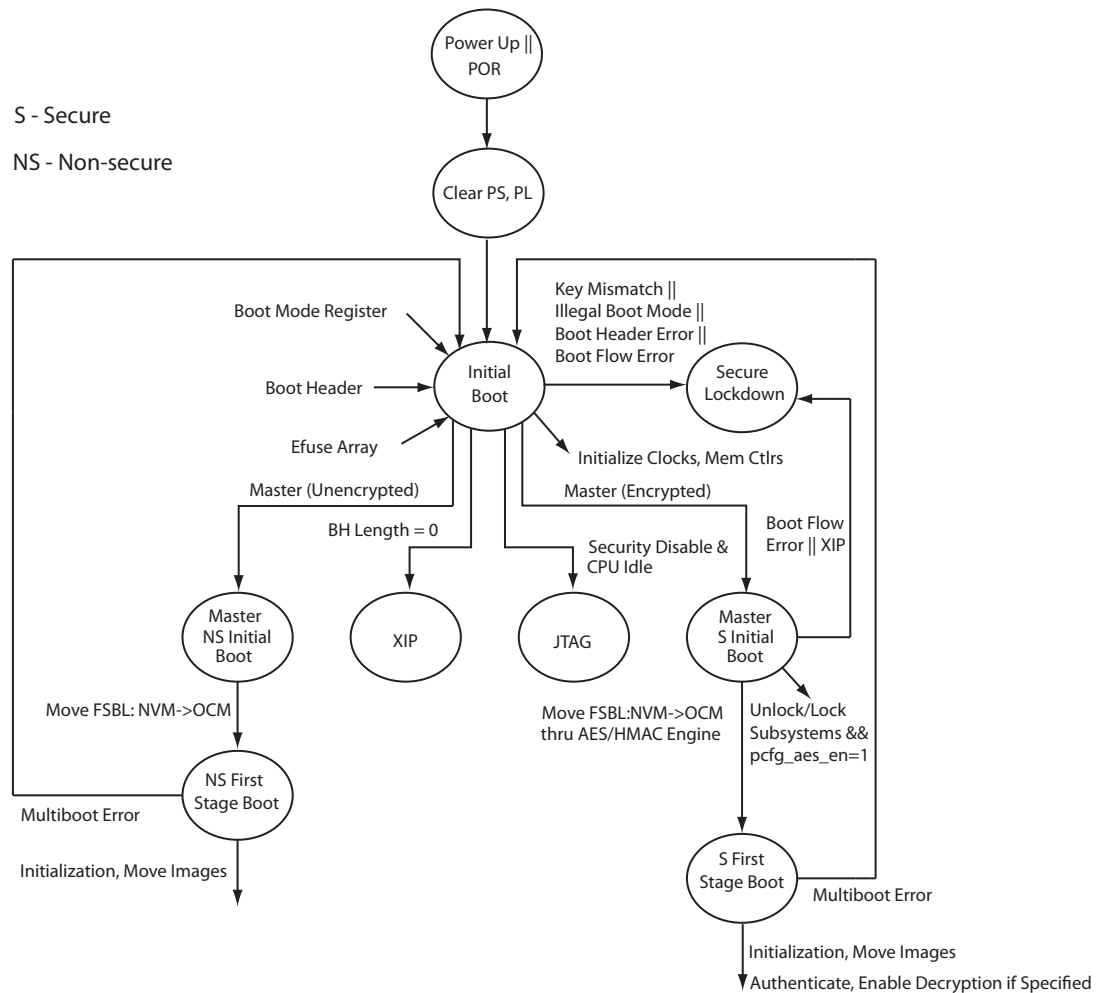 Power Up ||
POR
S - Secure
NS - Non-secure
Clear PS, PL
Key Mismatch ||
Illegal Boot Mode ||
Boot Header Error ||
Boot Flow Error
Boot Mode Register
Boot Header
Efuse Array
Initial
Boot
Secure
Lockdown
Initialize Clocks, Mem Ctlrs
Master (Unencrypted)
BH Length = 0
Master (Encrypted)
Security Disable &
CPU Idle
Boot Flow
Error || XIP
Master
NS Initial
Boot
XIP
JTAG
Master
S Initial
Boot
Move FSBL: NVM->OCM
Move FSBL:NVM->OCM
thru AES/HMAC Engine
Unlock/Lock
Subsystems &&
pcfg_aes_en=1
NS First
Stage Boot
Multiboot Error
Initialization, Move Images
S First
Stage Boot
Multiboot Error
Initialization, Move Images
Authenticate, Enable Decryption if Specified